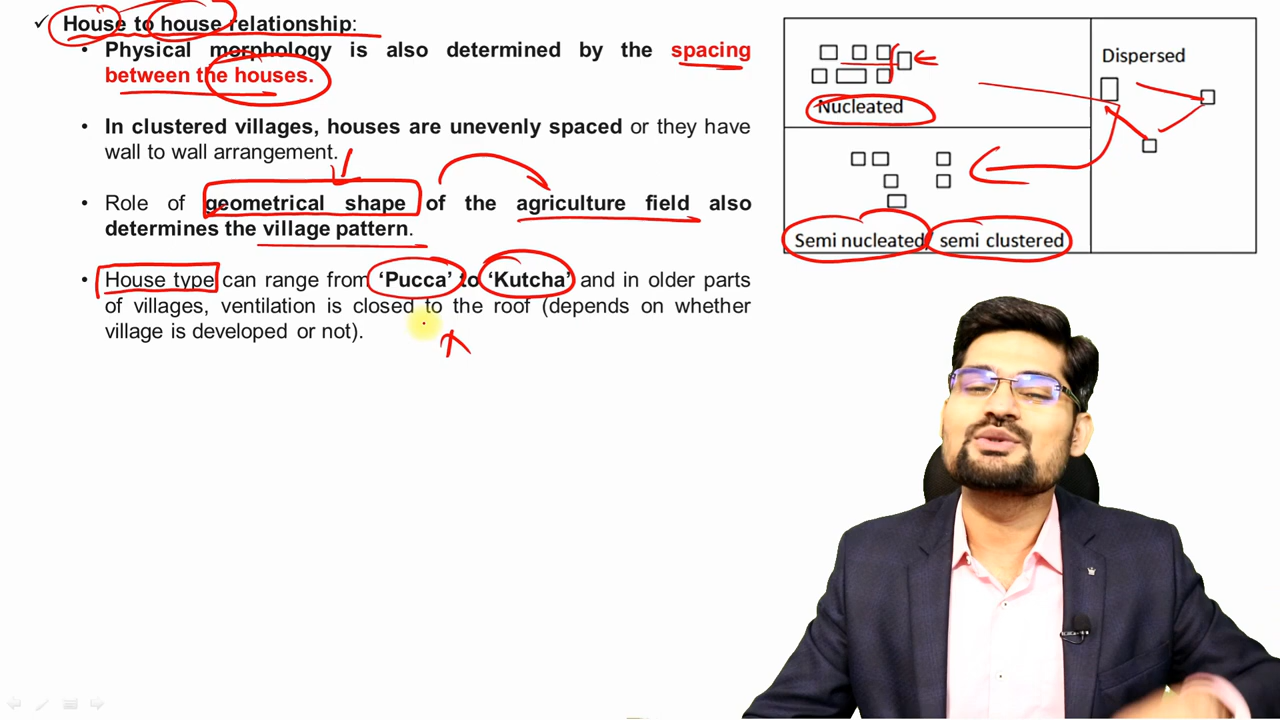 ✓ House to house relationship:
• Physical morphology is also determined by the spacing
between the houses.
• In clustered villages, houses are unevenly spaced or they have
wall to wall arrangement.
• Role of geometrical shape of the agriculture field also
determines the village pattern.
• House type can range from ‘Pucca’ to ‘Kutcha’ and in older parts
of villages, ventilation is closed to the roof (depends on whether
village is developed or not).
Nucleated
Dispersed
Semi nucleated/ semi clustered